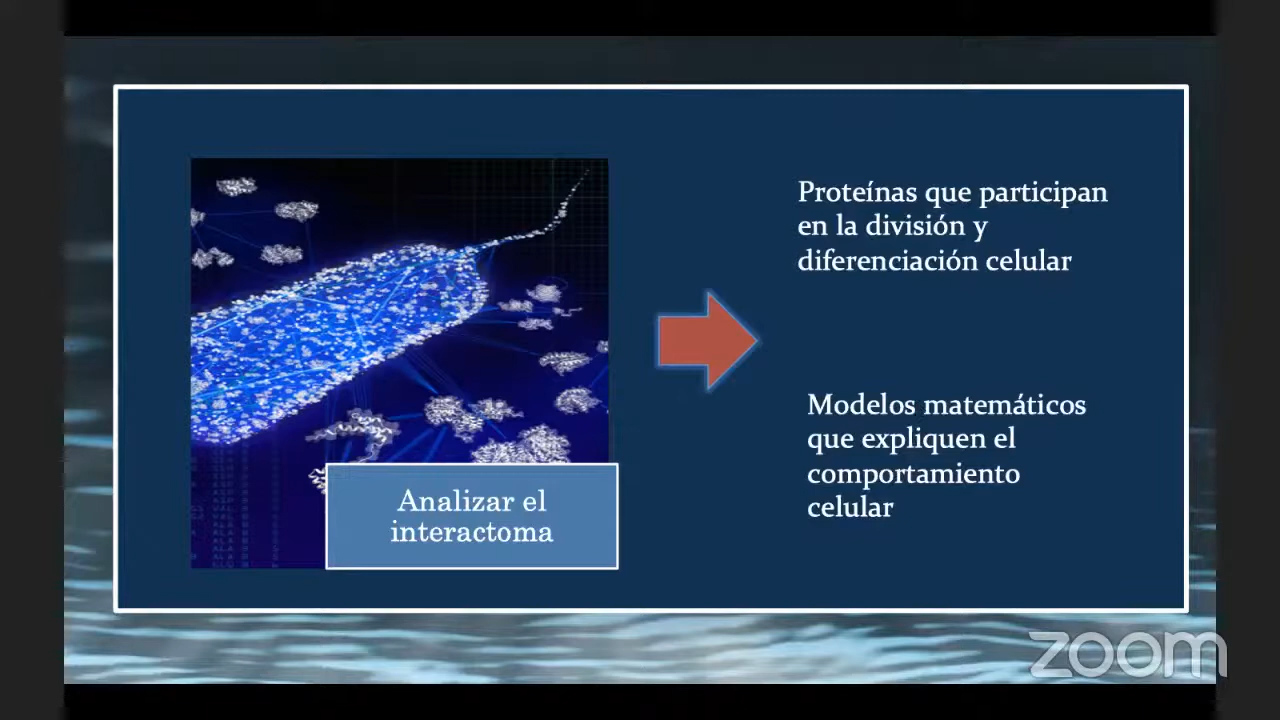 Proteínas que participan
en la división y
diferenciación celular
Modelos matemáticos
que expliquen el
comportamiento
celular
Analizar el
interactoma
zoom